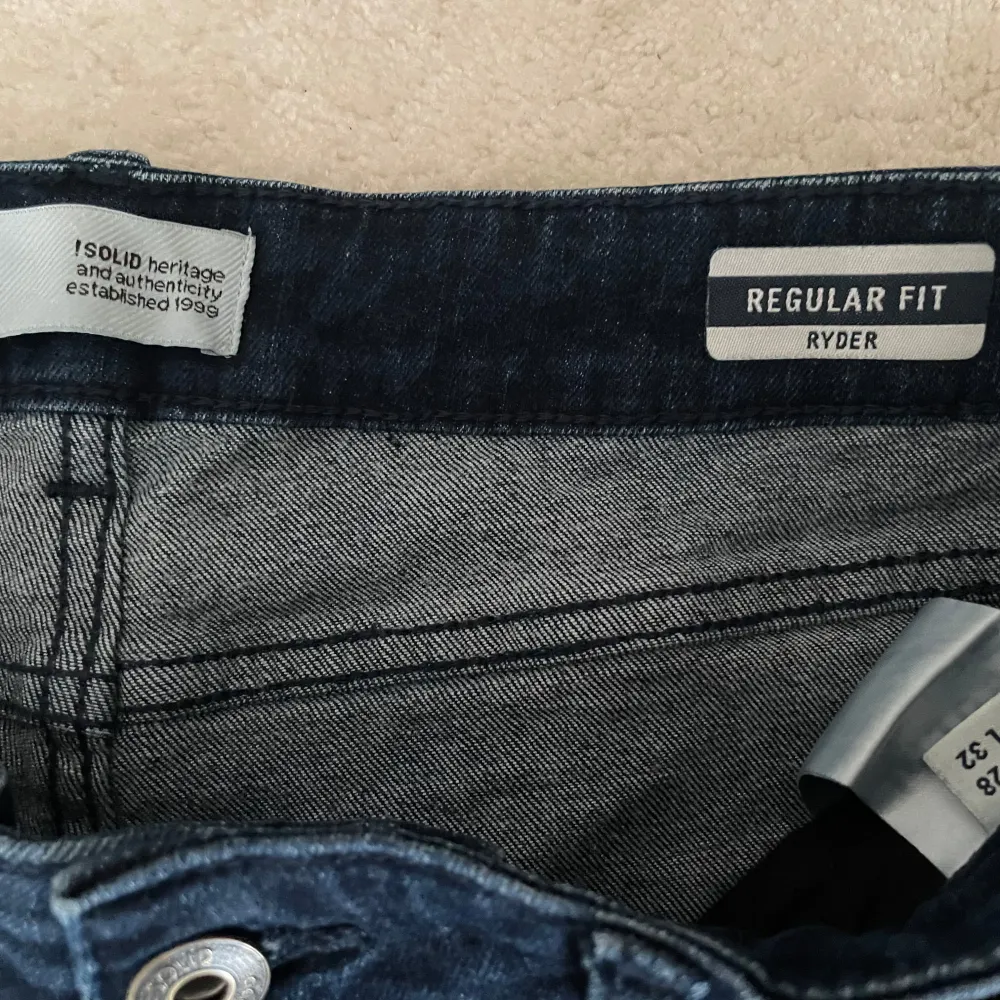 !SOLID heritage
and authenticity
established 1999
REGULAR FIT
RYDER
28
L 32